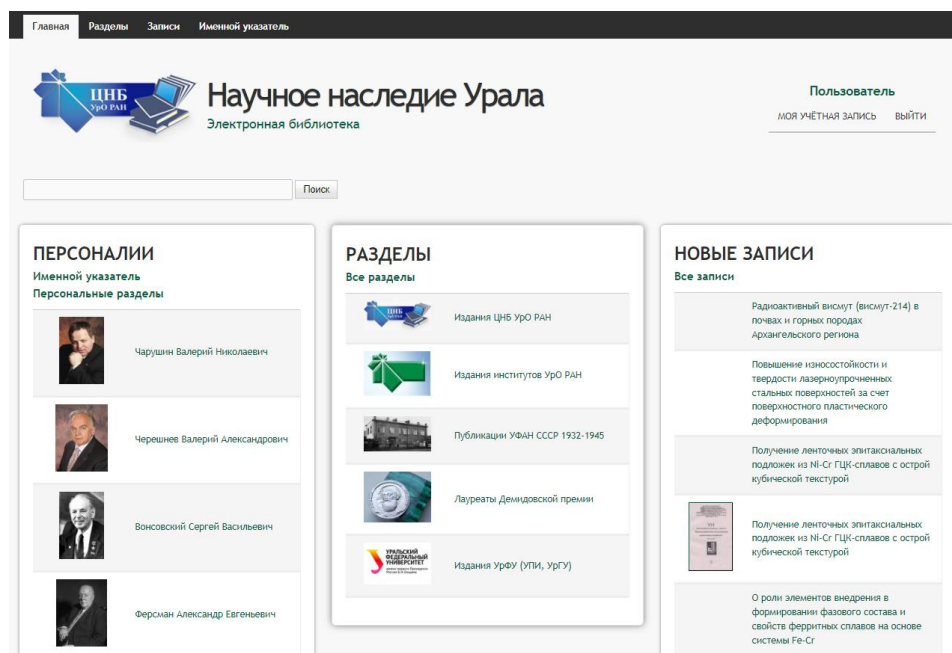 Главная Разделы Записи Именной указатель
ЦНБ
УрО РАН
Научное наследие Урала
Электронная библиотека
Пользователь
МОЯ УЧЁТНАЯ ЗАПИСЬ ВЫЙТИ
Поиск
ПЕРСОНАЛИИ
Именной указатель
Персональные разделы
Чарушин Валерий Николаевич
Черешнев Валерий Александрович
Вонсовский Сергей Васильевич
Ферсман Александр Евгеньевич
РАЗДЕЛЫ
Все разделы
Издания ЦНБ УрО РАН
Издания институтов УрО РАН
Публикации УФАН СССР 1932-1945
Лауреаты Демидовской премии
УРАЛЬСКИЙ
ФЕДЕРАЛЬНЫЙ
УНИВЕРСИТЕТ
Издания УрФУ (УПИ, УрГУ)
НОВЫЕ ЗАПИСИ
Все записи
Радиоактивный висмут (висмут-214) в
почвах и горных породах
Архангельского региона
Повышение износостойкости и
твердости лазерноупрочненных
стальных поверхностей за счет
поверхностного пластического
деформирования
Получение ленточных эпитаксиальных
подложек из Ni-Cr ГЦК-сплавов с острой
кубической текстурой
Получение ленточных эпитаксиальных
подложек из Ni-Cr ГЦК-сплавов с острой
кубической текстурой
О роли элементов внедрения в
формировании фазового состава и
свойств ферритных сплавов на основе
системы Fe-Cr